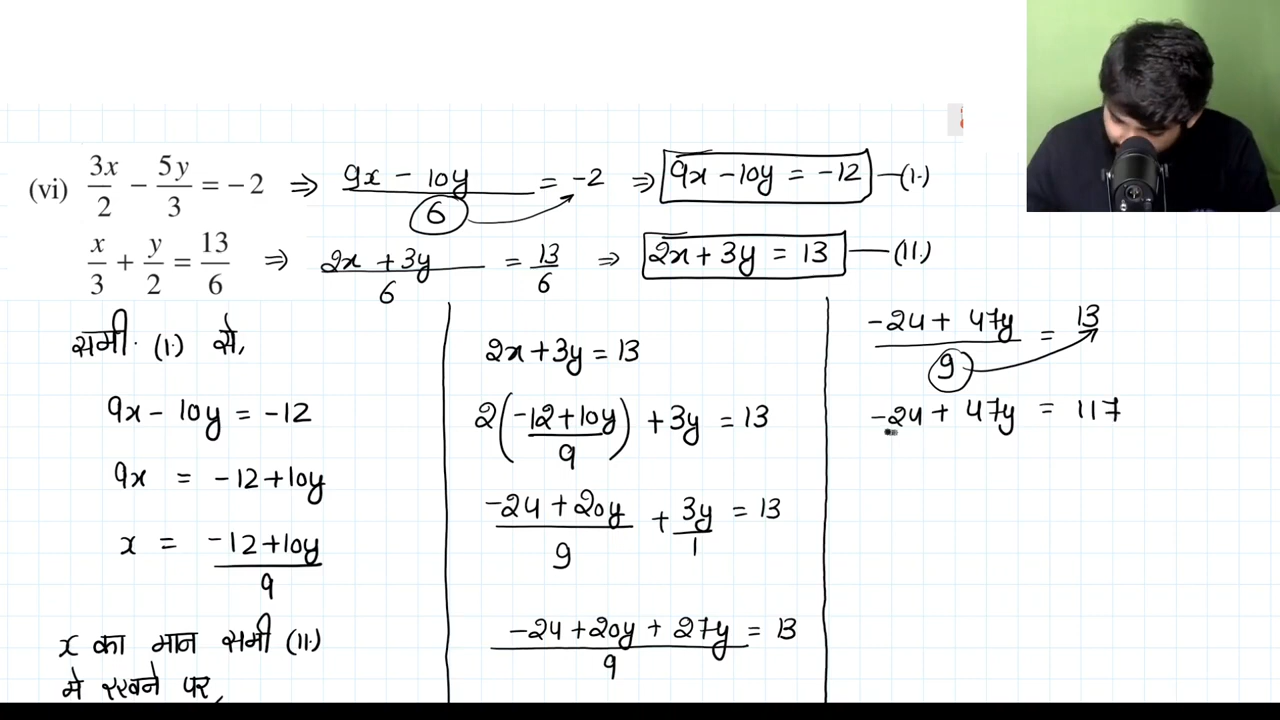 (vi) 3x/2 − 5y/3 = −2 ⇒ (9x − 10y)/6 = −2 ⇒ 9x − 10y = −12 —(I.)
x/3 + y/2 = 13/6 ⇒ (2x + 3y)/6 = 13/6 ⇒ 2x + 3y = 13 —(II.)
समी. (I.) से,
9x − 10y = −12
9x = −12 + 10y
x = (−12 + 10y)/9
x का मान समी (II.)
में रखने पर,
2x + 3y = 13
2((−12 + 10y)/9) + 3y = 13
(−24 + 20y)/9 + 3y/1 = 13
(−24 + 20y + 27y)/9 = 13
(−24 + 47y)/9 = 13
−24 + 47y = 117